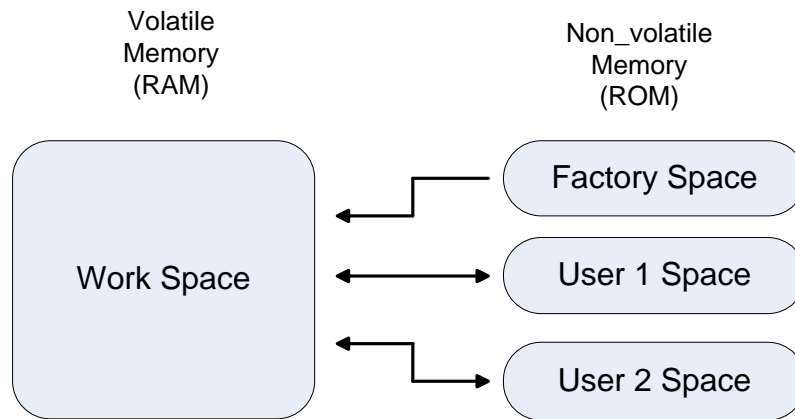 Volatile
Memory
(RAM)
Non_volatile
Memory
(ROM)
Work Space
Factory Space
User 1 Space
User 2 Space